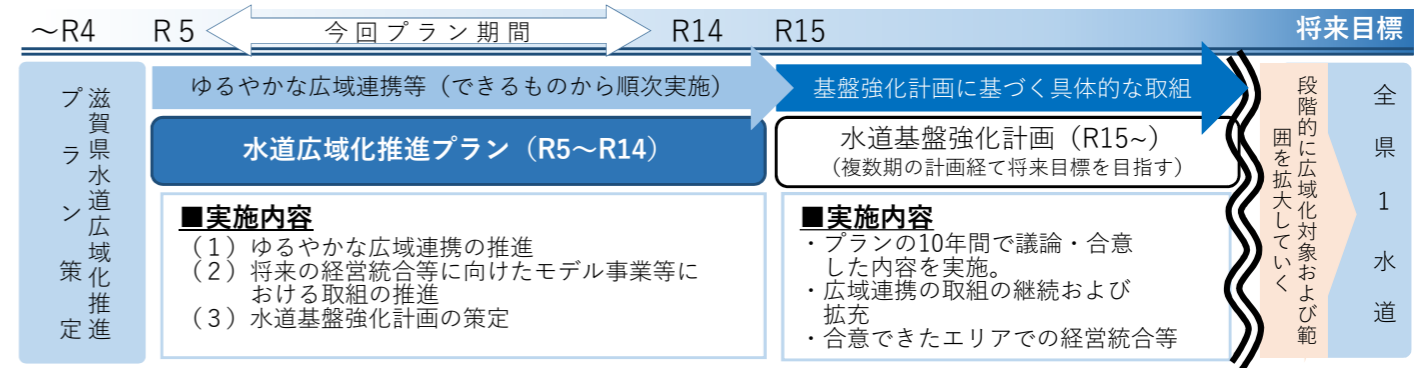 ～R4
R5
今回プラン期間
R14
R15
将来目標
滋賀県水道広域化推進
プラン策定
ゆるやかな広域連携等（できるものから順次実施）
水道広域化推進プラン（R5～R14）
■実施内容
（１）ゆるやかな広域連携の推進
（２）将来の経営統合等に向けたモデル事業等に
おける取組の推進
（３）水道基盤強化計画の策定
基盤強化計画に基づく具体的な取組
水道基盤強化計画（R15~）
（複数期の計画経て将来目標を目指す）
■実施内容
・プランの10年間で議論・合意
した内容を実施。
・広域連携の取組の継続および
拡充
・合意できたエリアでの経営統合等
段階的に広域化対象および範
囲を拡大していく
全県１水道